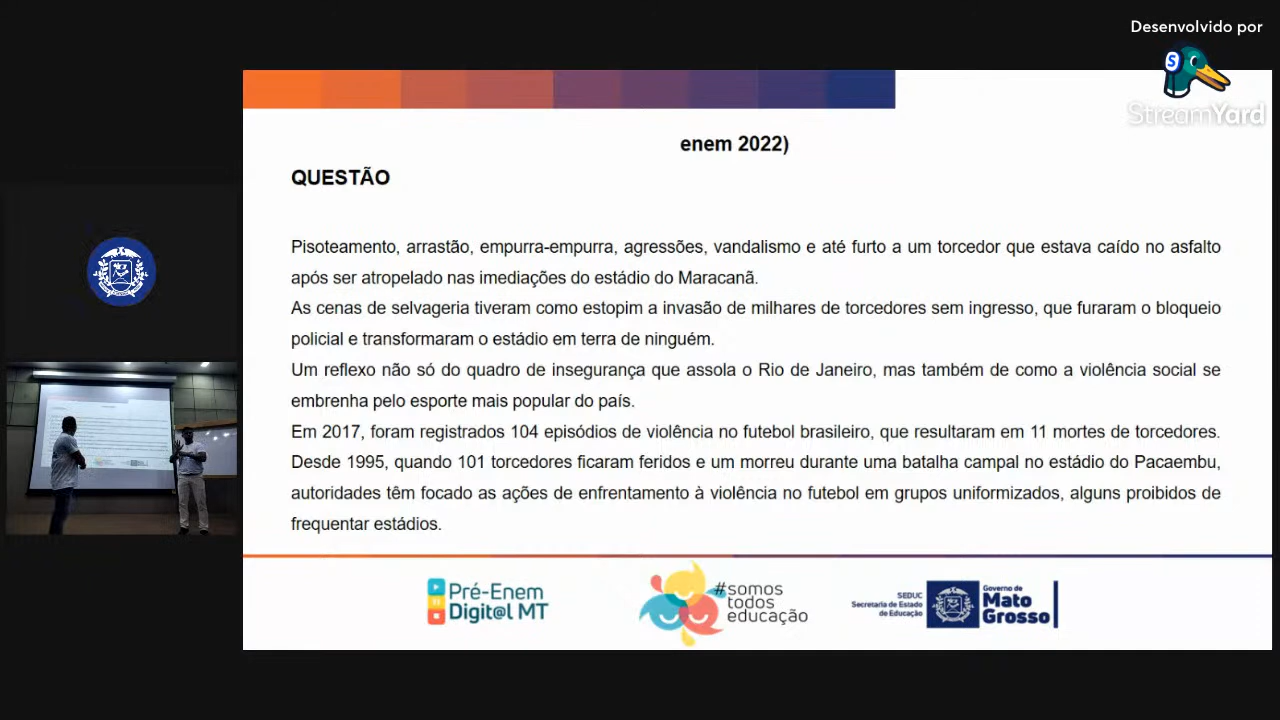 Desenvolvido por
S
StreamYard
enem 2022)
QUESTÃO
Pisoteamento, arrastão, empurra-empurra, agressões, vandalismo e até furto a um torcedor que estava caído no asfalto
após ser atropelado nas imediações do estádio do Maracanã.
As cenas de selvageria tiveram como estopim a invasão de milhares de torcedores sem ingresso, que furaram o bloqueio
policial e transformaram o estádio em terra de ninguém.
Um reflexo não só do quadro de insegurança que assola o Rio de Janeiro, mas também de como a violência social se
embrenha pelo esporte mais popular do país.
Em 2017, foram registrados 104 episódios de violência no futebol brasileiro, que resultaram em 11 mortes de torcedores.
Desde 1995, quando 101 torcedores ficaram feridos e um morreu durante uma batalha campal no estádio do Pacaembu,
autoridades têm focado as ações de enfrentamento à violência no futebol em grupos uniformizados, alguns proibidos de
frequentar estádios.
Pré-Enem
Digit@l MT
#somos
todos
educação
SEDUC
Secretaria de Estado
de Educação
Governo de
Mato
Grosso